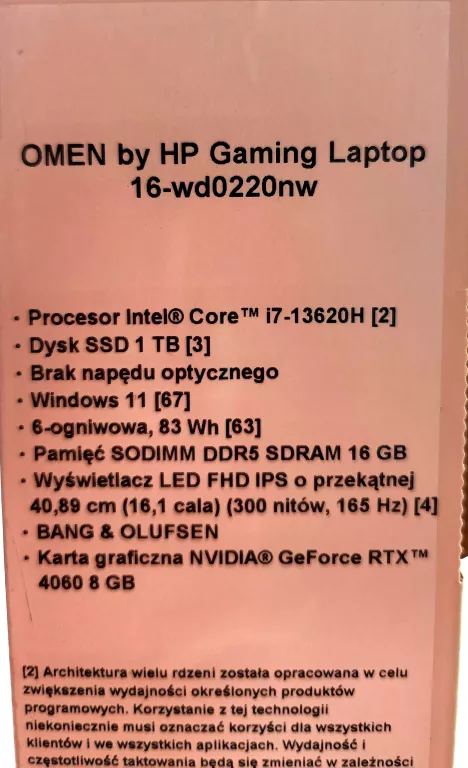 OMEN by HP Gaming Laptop
16-wd0220nw
· Procesor Intel® Core™ i7-13620H [2]
· Dysk SSD 1 TB [3]
· Brak napędu optycznego
· Windows 11 [67]
· 6-ogniwowa, 83 Wh [63]
· Pamięć SODIMM DDR5 SDRAM 16 GB
· Wyświetlacz LED FHD IPS o przekątnej
40,89 cm (16,1 cala) (300 nitów, 165 Hz) [4]
· BANG & OLUFSEN
· Karta graficzna NVIDIA® GeForce RTX™
4060 8 GB
[2] Architektura wielu rdzeni została opracowana w celu
zwiększenia wydajności określonych produktów
programowych. Korzystanie z tej technologii
niekoniecznie musi oznaczać korzyści dla wszystkich
klientów i we wszystkich aplikacjach. Wydajność i
częstotliwość taktowania będą się zmieniać w zależności